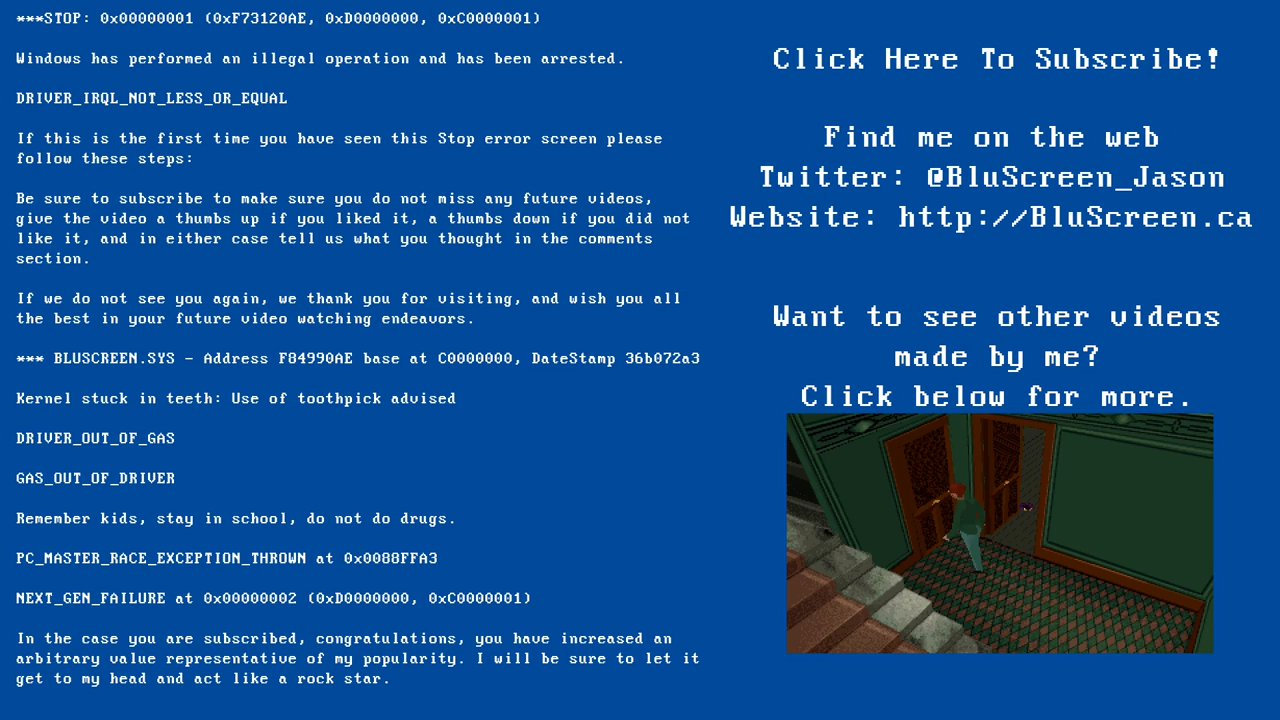 ***STOP: 0x00000001 (0xF73120AE, 0xD0000000, 0xC0000001)
Windows has performed an illegal operation and has been arrested.
DRIVER_IRQL_NOT_LESS_OR_EQUAL
If this is the first time you have seen this Stop error screen please
follow these steps:
Be sure to subscribe to make sure you do not miss any future videos,
give the video a thumbs up if you liked it, a thumbs down if you did not
like it, and in either case tell us what you thought in the comments
section.
If we do not see you again, we thank you for visiting, and wish you all
the best in your future video watching endeavors.
*** BLUSCREEN.SYS - Address F84990AE base at C0000000, DateStamp 36b072a3
Kernel stuck in teeth: Use of toothpick advised
DRIVER_OUT_OF_GAS
GAS_OUT_OF_DRIVER
Remember kids, stay in school, do not do drugs.
PC_MASTER_RACE_EXCEPTION_THROWN at 0x0088FFA3
NEXT_GEN_FAILURE at 0x00000002 (0xD0000000, 0xC0000001)
In the case you are subscribed, congratulations, you have increased an
arbitrary value representative of my popularity. I will be sure to let it
get to my head and act like a rock star.
Click Here To Subscribe!
Find me on the web
Twitter: @BluScreen_Jason
Website: http://BluScreen.ca
Want to see other videos
made by me?
Click below for more.